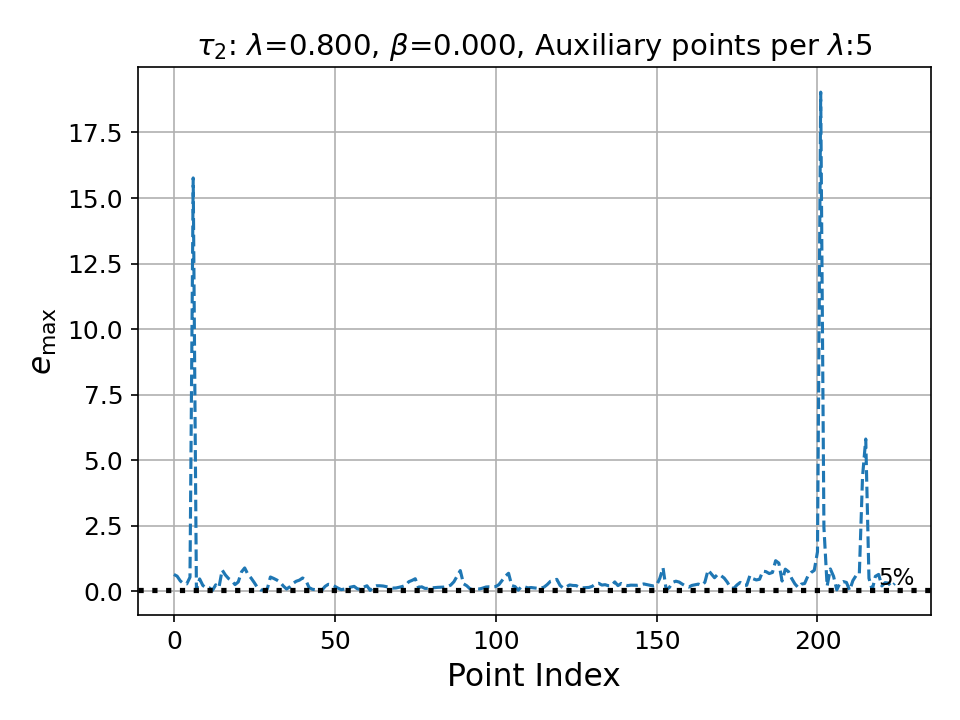 τ₂: λ=0.800, β=0.000, Auxiliary points per λ:5
17.5
15.0
12.5
10.0
7.5
5.0
2.5
0.0
e_max
5%
0 50 100 150 200
Point Index